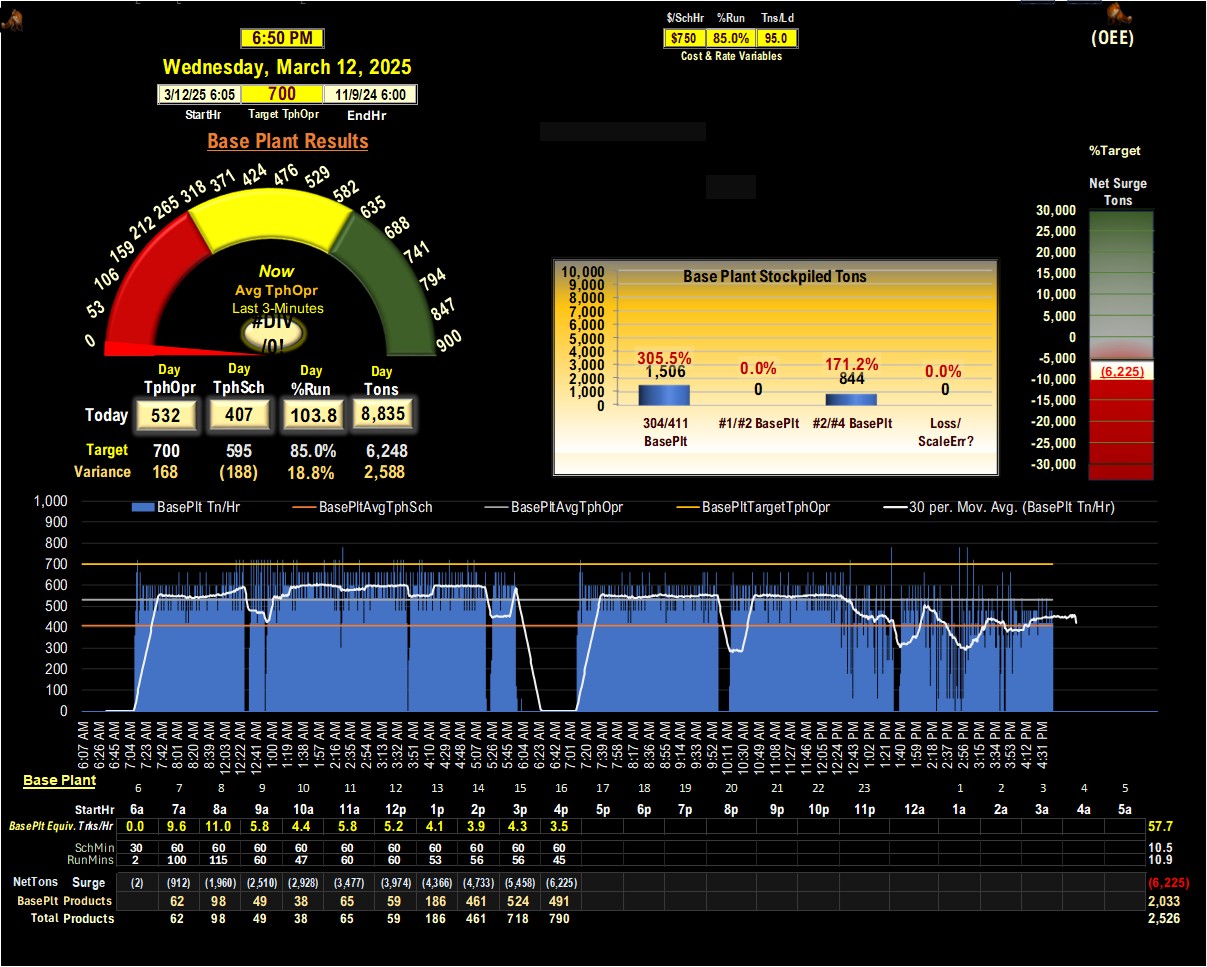 $/SchHr %Run Tns/Ld
6:50 PM
$750 85.0% 95.0
(OEE)
Cost & Rate Variables
Wednesday, March 12, 2025
3/12/25 6:05 700 11/9/24 6:00
StartHr Target TphOpr EndHr
Base Plant Results
%Target
Net Surge
Tons
0 53 106 159 212 265 318 371 424 476 529 582 635 688 741 794 847 900
Now
Avg TphOpr
Last 3-Minutes
#DIV
/0!
Day Day Day Day
TphOpr TphSch %Run Tons
Today 532 407 103.8 8,835
Target 700 595 85.0% 6,248
Variance 168 (188) 18.8% 2,588
Base Plant Stockpiled Tons
10,000
9,000
8,000
7,000
6,000
5,000
4,000
3,000
2,000
1,000
0
305.5% 0.0% 171.2% 0.0%
1,506 0 844 0
304/411 BasePlt
#1/#2 BasePlt
#2/#4 BasePlt
Loss/ ScaleErr?
30,000
25,000
20,000
15,000
10,000
5,000
0
-5,000
-10,000
-15,000
-20,000
-25,000
-30,000
(6,225)
BasePlt Tn/Hr BasePltAvgTphSch BasePltAvgTphOpr BasePltTargetTphOpr 30 per. Mov. Avg. (BasePlt Tn/Hr)
1,000
900
800
700
600
500
400
300
200
100
0
6:07 AM 6:26 AM 6:45 AM 7:04 AM 7:23 AM 7:42 AM 8:01 AM 8:20 AM 8:39 AM 12:03 AM 12:22 AM 12:41 AM 1:00 AM 1:19 AM 1:38 AM 1:57 AM 2:16 AM 2:35 AM 2:54 AM 3:13 AM 3:32 AM 3:51 AM 4:10 AM 4:29 AM 4:48 AM 5:07 AM 5:26 AM 5:45 AM 6:04 AM 6:23 AM 6:45 AM 7:04 AM 7:20 AM 7:39 AM 7:58 AM 8:17 AM 8:36 AM 8:55 AM 9:14 AM 9:33 AM 9:52 AM 10:11 AM 10:30 AM 10:49 AM 11:08 AM 11:27 AM 11:46 AM 12:05 PM 12:24 PM 12:43 PM 1:02 PM 1:21 PM 1:40 PM 1:59 PM 2:18 PM 2:37 PM 2:56 PM 3:15 PM 3:34 PM 3:53 PM 4:12 PM 4:31 PM
Base Plant
6 7 8 9 10 11 12 13 14 15 16 17 18 19 20 21 22 23 1 2 3 4 5
StartHr 6a 7a 8a 9a 10a 11a 12p 1p 2p 3p 4p 5p 6p 7p 8p 9p 10p 11p 12a 1a 2a 3a 4a 5a
BasePlt Equiv. Trks/Hr 0.0 9.6 11.0 5.8 4.4 5.8 5.2 4.1 3.9 4.3 3.5 57.7
SchMin 30 60 60 60 60 60 60 60 60 60 60 10.5
RunMins 2 100 115 60 47 60 60 53 56 56 45 10.9
NetTons Surge (2) (912) (1,960) (2,510) (2,928) (3,477) (3,974) (4,366) (4,733) (5,458) (6,225) (6,225)
BasePlt Products 62 98 49 38 65 59 186 461 524 491 2,033
Total Products 62 98 49 38 65 59 186 461 718 790 2,526